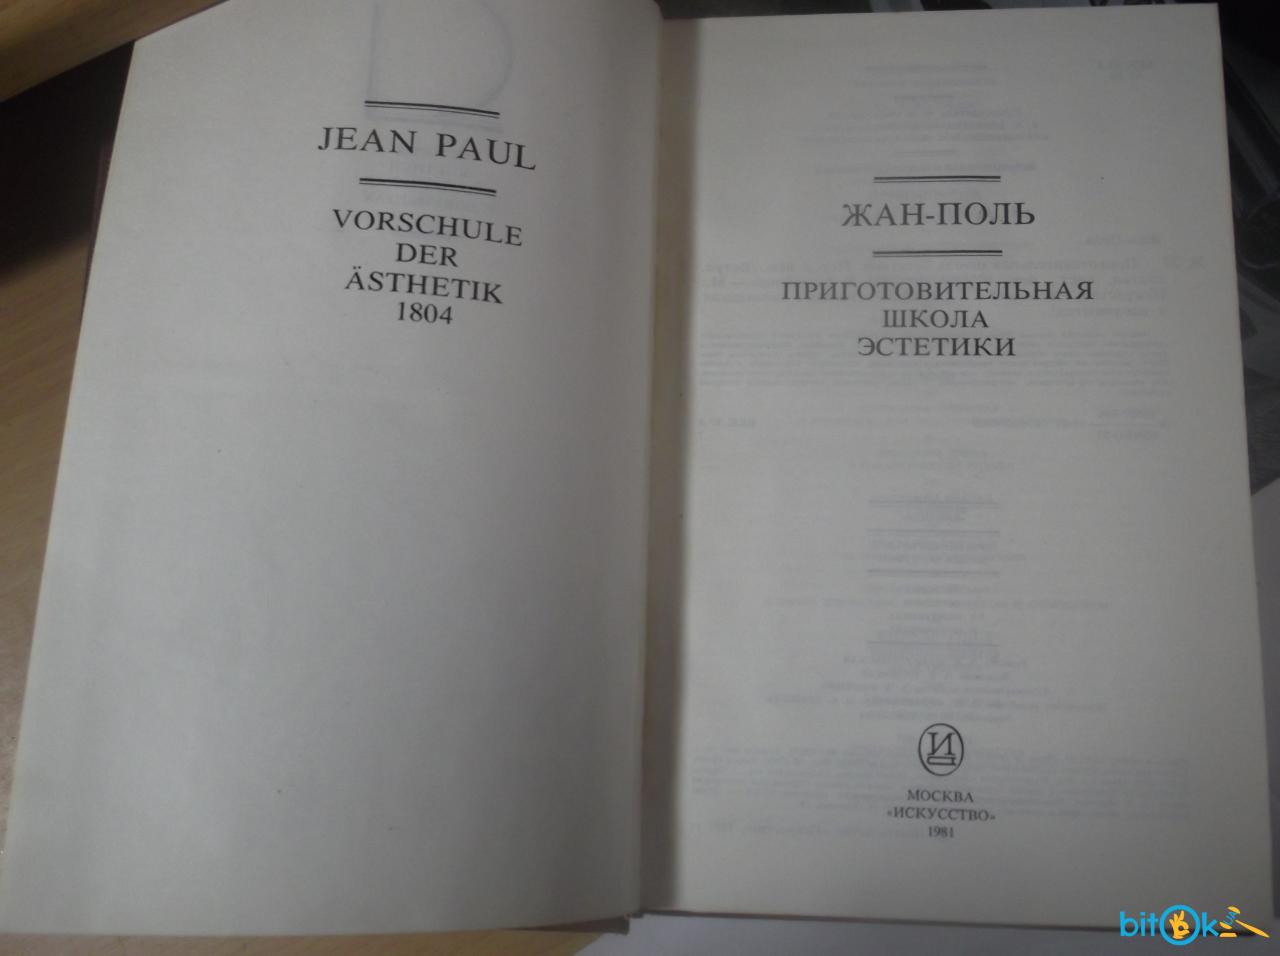 JEAN PAUL
VORSCHULE
DER
ÄSTHETIK
1804
ЖАН-ПОЛЬ
ПРИГОТОВИТЕЛЬНАЯ
ШКОЛА
ЭСТЕТИКИ
И
МОСКВА
«ИСКУССТВО»
1981
bitOk